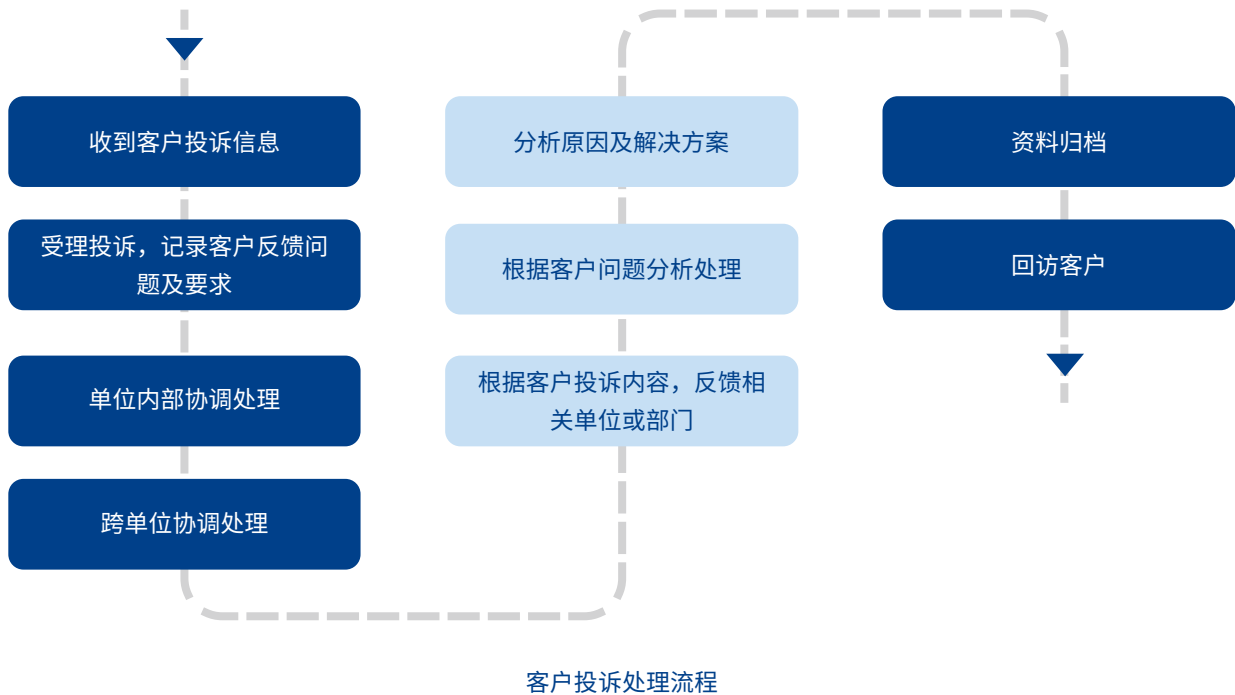 收到客户投诉信息
受理投诉，记录客户反馈问
题及要求
单位内部协调处理
跨单位协调处理
分析原因及解决方案
根据客户问题分析处理
根据客户投诉内容，反馈相
关单位或部门
资料归档
回访客户
客户投诉处理流程